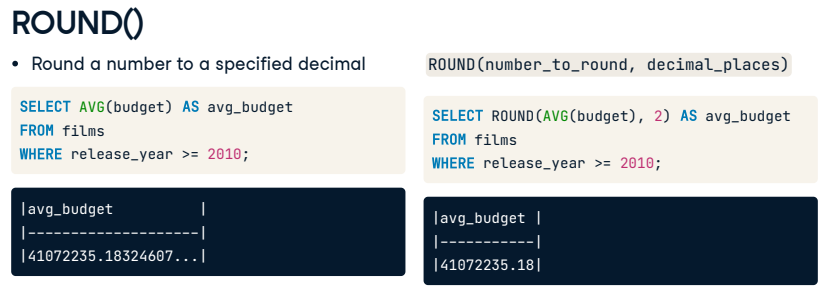 ROUND()
• Round a number to a specified decimal
SELECT AVG(budget) AS avg_budget
FROM films
WHERE release_year >= 2010;
|avg_budget          |
|--------------------|
|41072235.18324607...|
ROUND(number_to_round, decimal_places)
SELECT ROUND(AVG(budget), 2) AS avg_budget
FROM films
WHERE release_year >= 2010;
|avg_budget |
|-----------|
|41072235.18|